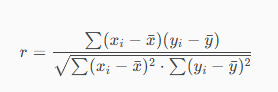 r = ∑(xᵢ − x̄)(yᵢ − ȳ) / √∑(xᵢ − x̄)² · ∑(yᵢ − ȳ)²